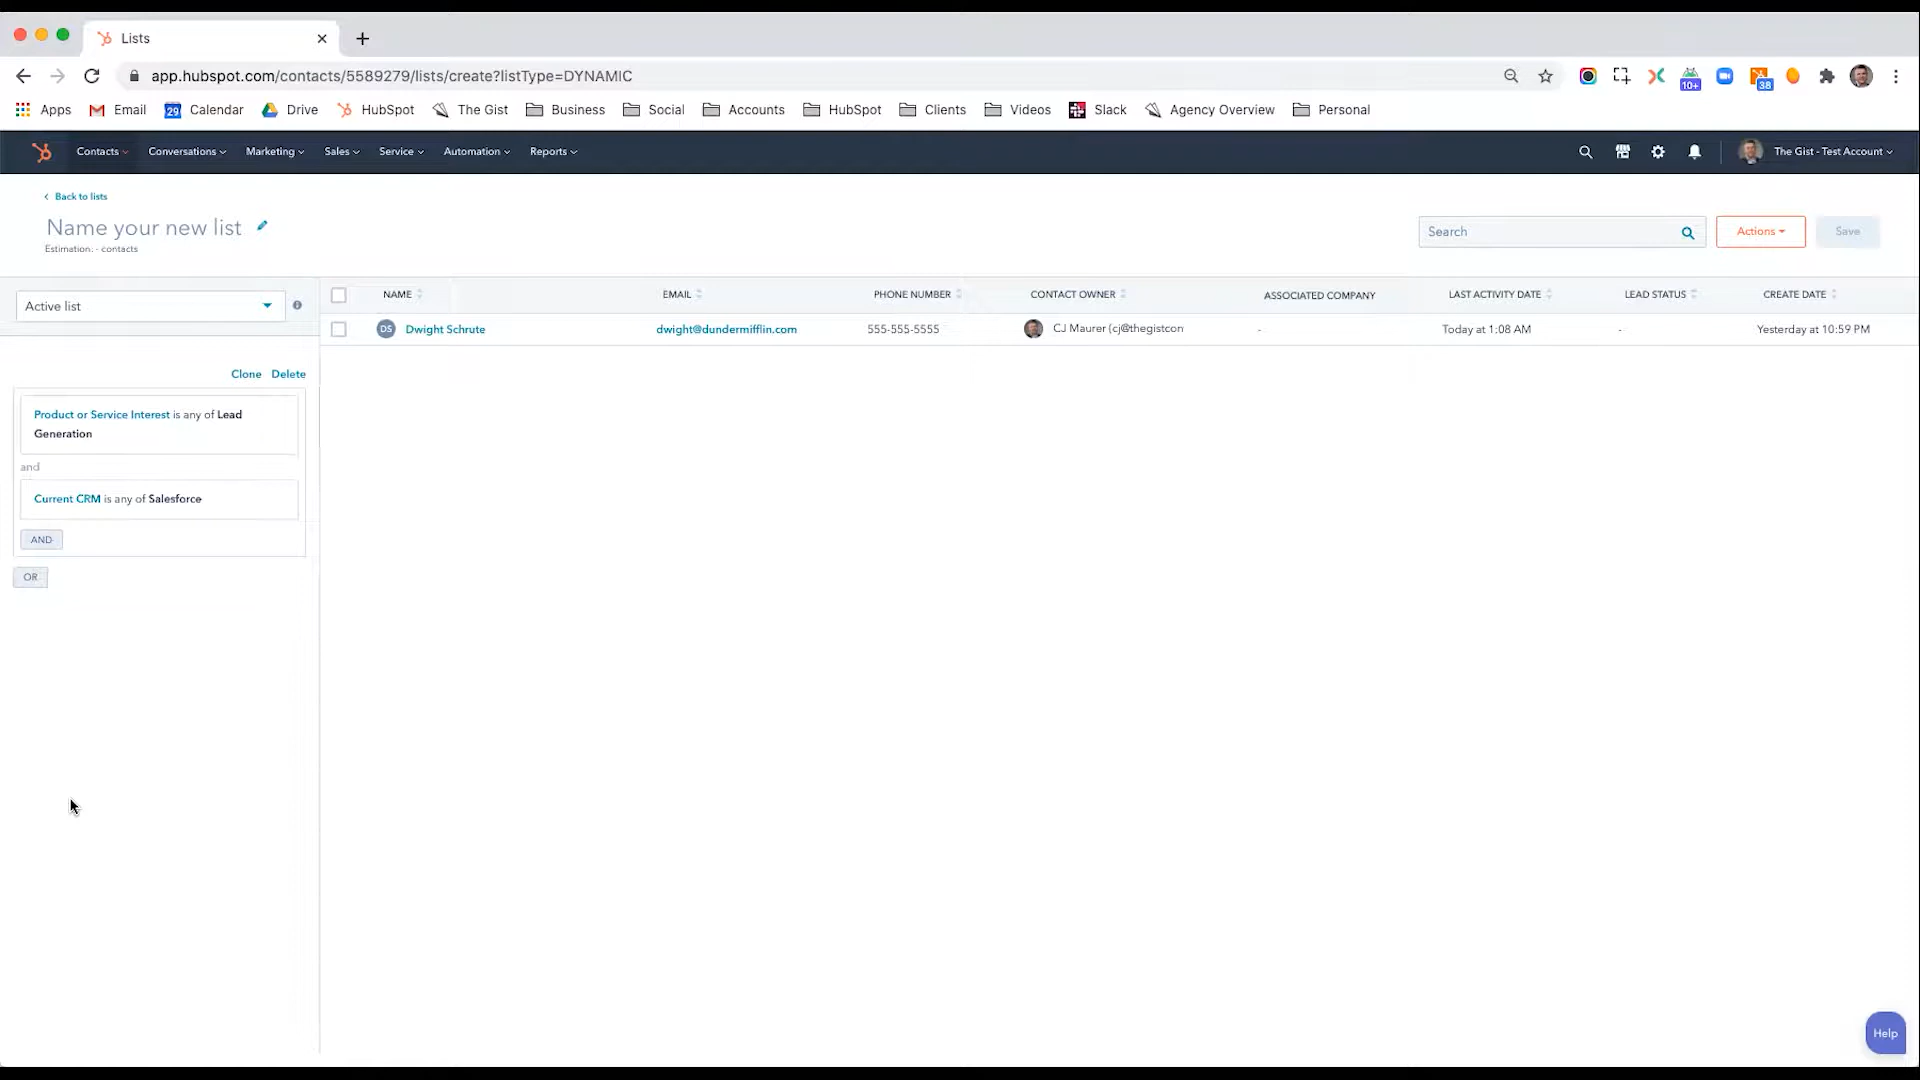 Lists
app.hubspot.com/contacts/5589279/lists/create?listType=DYNAMIC
10+
38
Apps Email 29 Calendar Drive HubSpot The Gist Business Social Accounts HubSpot Clients Videos Slack Agency Overview Personal
Contacts Conversations Marketing Sales Service Automation Reports The Gist - Test Account
Back to lists
Name your new list
Estimation: - contacts
Search Actions Save
Active list
NAME EMAIL PHONE NUMBER CONTACT OWNER ASSOCIATED COMPANY LAST ACTIVITY DATE LEAD STATUS CREATE DATE
DS Dwight Schrute dwight@dundermifflin.com 555-555-5555 CJ Maurer (cj@thegistcon - Today at 1:08 AM - Yesterday at 10:59 PM
Clone Delete
Product or Service Interest is any of Lead
Generation
and
Current CRM is any of Salesforce
AND
OR
Help